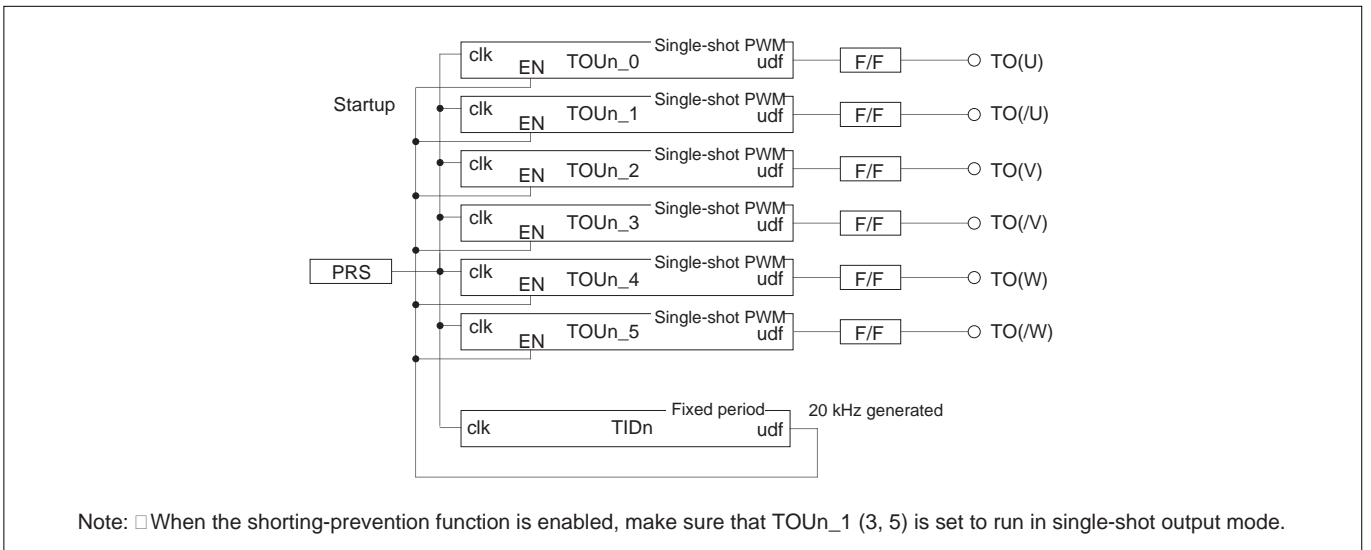 Single-shot PWM
clk EN TOUn_0 udf F/F TO(U)
Startup
Single-shot PWM
clk EN TOUn_1 udf F/F TO(/U)
Single-shot PWM
clk EN TOUn_2 udf F/F TO(V)
Single-shot PWM
clk EN TOUn_3 udf F/F TO(/V)
Single-shot PWM
PRS clk EN TOUn_4 udf F/F TO(W)
Single-shot PWM
clk EN TOUn_5 udf F/F TO(/W)
Fixed period 20 kHz generated
clk TIDn udf
Note: □ When the shorting-prevention function is enabled, make sure that TOUn_1 (3, 5) is set to run in single-shot output mode.